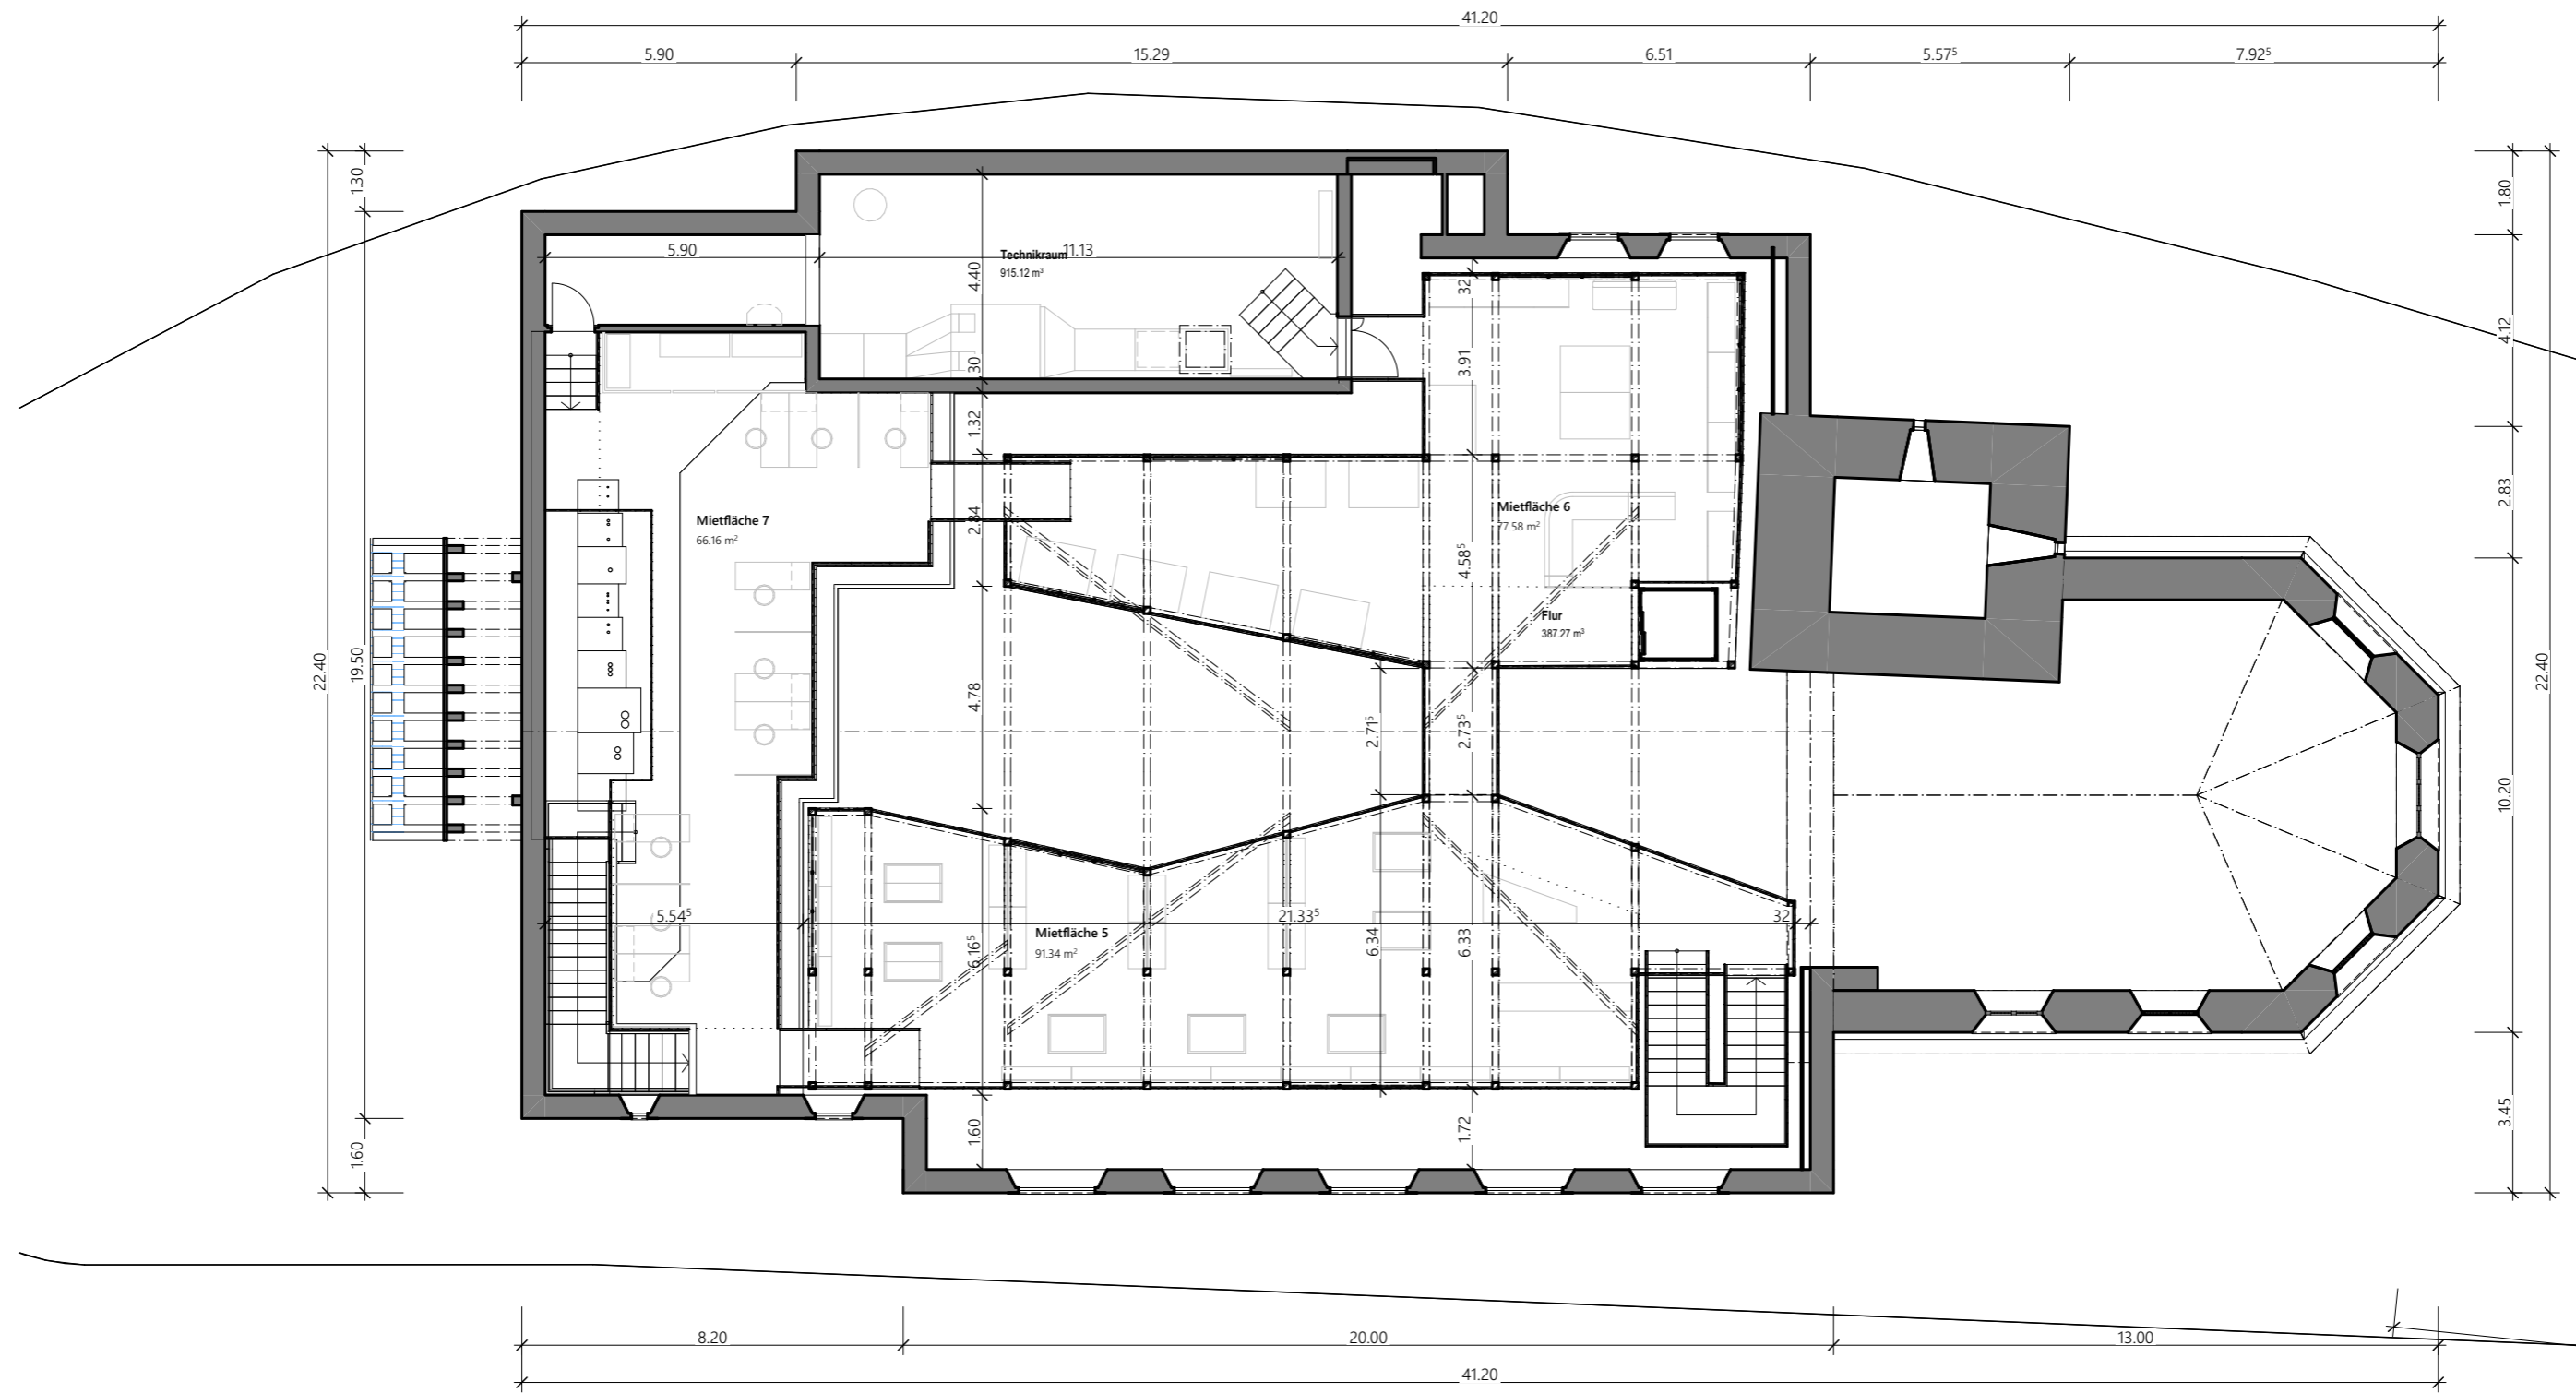 41.20
5.90 15.29 6.51 5.57⁵ 7.92⁵
1.30
1.80
5.90
Technikraum
11.13
915.12 m³
4.40
32
4.12
30
3.91
1.32
2.83
Mietfläche 7
66.16 m²
2.84
Mietfläche 6
77.58 m²
4.58⁵
Flur
387.27 m³
22.40
19.50
4.78
2.71⁵
2.73⁵
22.40
10.20
5.54⁵
21.33⁵
32
Mietfläche 5
91.34 m²
6.16⁵
6.34
6.33
1.60
1.60
1.72
3.45
8.20 20.00 13.00
41.20